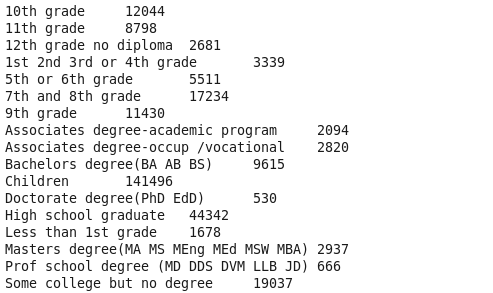 10th grade 12044
11th grade 8798
12th grade no diploma 2681
1st 2nd 3rd or 4th grade 3339
5th or 6th grade 5511
7th and 8th grade 17234
9th grade 11430
Associates degree-academic program 2094
Associates degree-occup /vocational 2820
Bachelors degree(BA AB BS) 9615
Children 141496
Doctorate degree(PhD EdD) 530
High school graduate 44342
Less than 1st grade 1678
Masters degree(MA MS MEng MEd MSW MBA) 2937
Prof school degree (MD DDS DVM LLB JD) 666
Some college but no degree 19037